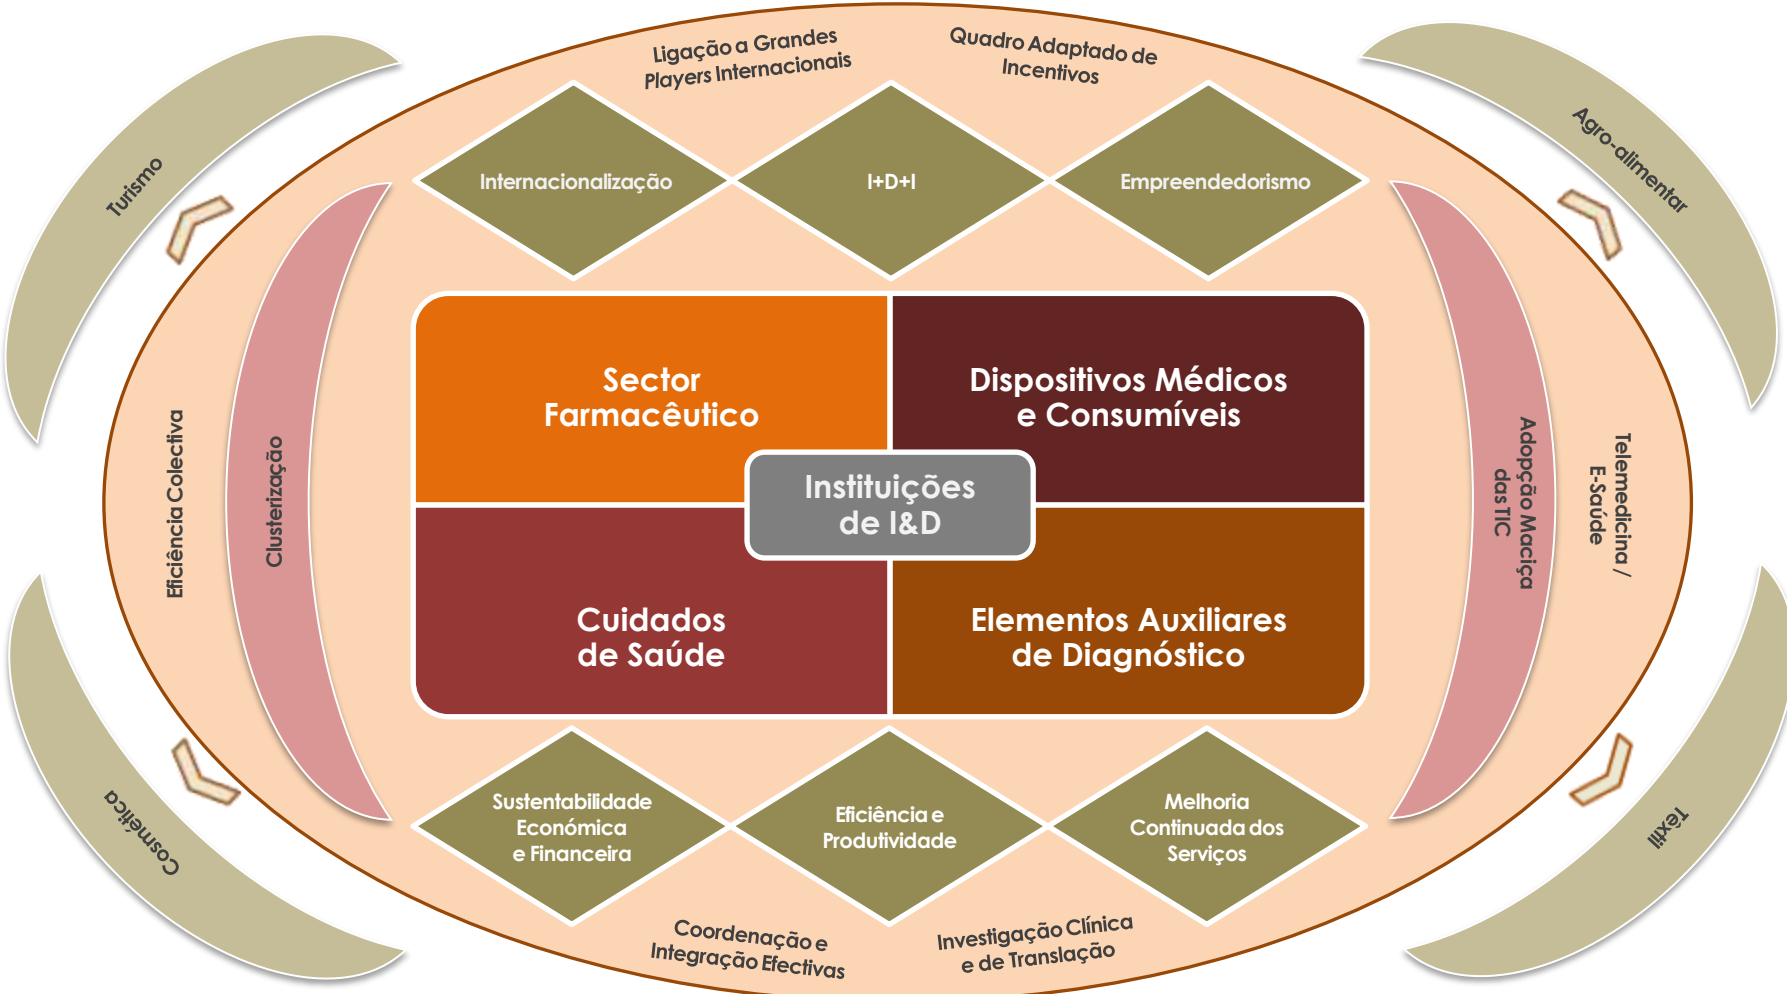 Ligação a Grandes
Players Internacionais
Quadro Adaptado de
Incentivos
Turismo
Agro-alimentar
Internacionalização
I+D+I
Empreendedorismo
Sector
Farmacêutico
Dispositivos Médicos
e Consumíveis
Eficiência Colectiva
Clusterização
Instituições
de I&D
Adopção Maciça
das TIC
Telemedicina /
E-Saúde
Cuidados
de Saúde
Elementos Auxiliares
de Diagnóstico
Sustentabilidade
Económica
e Financeira
Eficiência e
Produtividade
Melhoria
Continuada dos
Serviços
Cosmética
Têxtil
Coordenação e
Integração Efectivas
Investigação Clínica
e de Translação